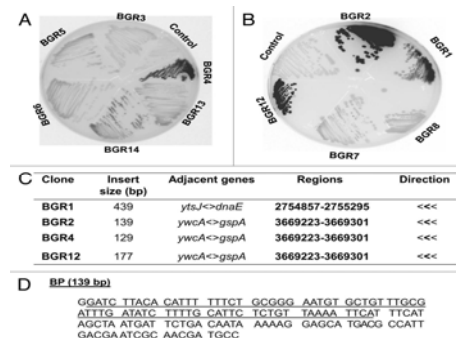 A
BGR3
Control
BGR5
BGR4
BGR6
BGR13
BGR14
B
BGR2
Control
BGR1
BGR12
BGR8
BGR7
C
Clone Insert size (bp) Adjacent genes Regions Direction
BGR1 439 ytsJ<>dnaE 2754857-2755295 <<<
BGR2 139 ywcA<>gspA 3669223-3669301 <<<
BGR4 129 ywcA<>gspA 3669223-3669301 <<<
BGR12 177 ywcA<>gspA 3669223-3669301 <<<
D BP (139 bp)
GGATC TTACA CATTT TTTCT GCGGG AATGT GCTGT TTGCG
ATTTG ATATC TTTTG CATTC TCTGT TAAAA TTCAT TTCAT
AGCTA ATGAT TCTGA CAATA AAAAG GAGCA TGACG CCATT
GACGA ATCGC AACGA TGCC